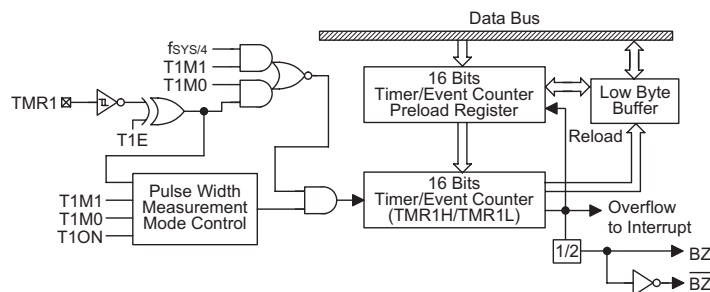 Data Bus
fSYS/4
T1M1
T1M0
TMR1
T1E
16 Bits
Timer/Event Counter
Preload Register
Low Byte
Buffer
Reload
T1M1
T1M0
T1ON
Pulse Width
Measurement
Mode Control
16 Bits
Timer/Event Counter
(TMR1H/TMR1L)
Overflow
to Interrupt
1/2
BZ
BZ